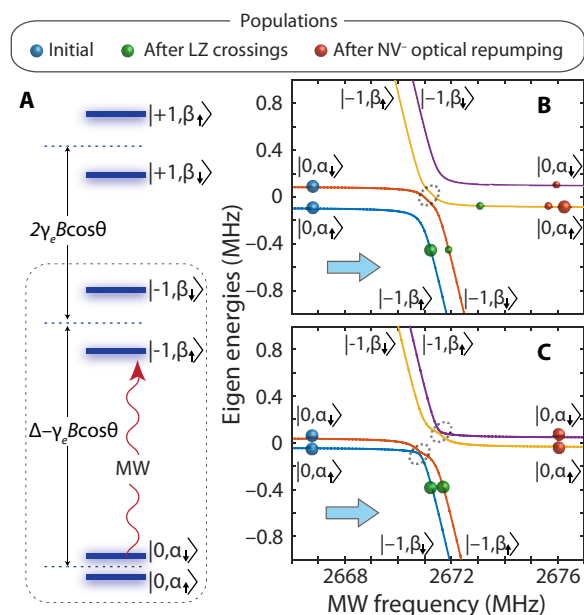 Populations
Initial
After LZ crossings
After NV⁻ optical repumping
A
|+1,β↑⟩
|+1,β↓⟩
2γₑBcosθ
|−1,β↓⟩
|−1,β↑⟩
Δ−γₑBcosθ
MW
|0,α↓⟩
|0,α↑⟩
Eigen energies (MHz)
B
0.8
0.4
0
−0.4
−0.8
|−1,β↑⟩ |−1,β↓⟩
|0,α↓⟩ |0,α↓⟩
|0,α↑⟩ |0,α↑⟩
|−1,β↑⟩ |−1,β↓⟩
C
0.8
0.4
0
−0.4
−0.8
|−1,β↓⟩ |−1,β↑⟩
|0,α↓⟩ |0,α↓⟩
|0,α↑⟩ |0,α↑⟩
|−1,β↓⟩ |−1,β↑⟩
2668 2672 2676
MW frequency (MHz)